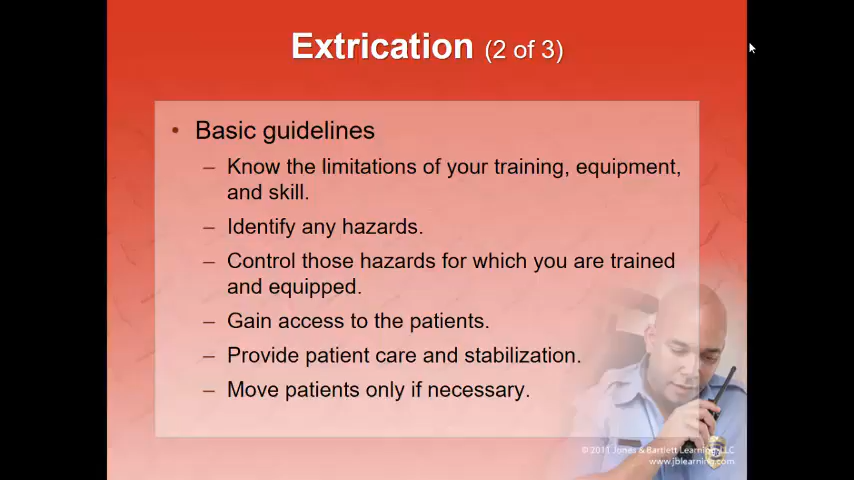 Extrication (2 of 3)
• Basic guidelines
– Know the limitations of your training, equipment,
and skill.
– Identify any hazards.
– Control those hazards for which you are trained
and equipped.
– Gain access to the patients.
– Provide patient care and stabilization.
– Move patients only if necessary.
© 2011 Jones & Bartlett Learning, LLC
www.jblearning.com